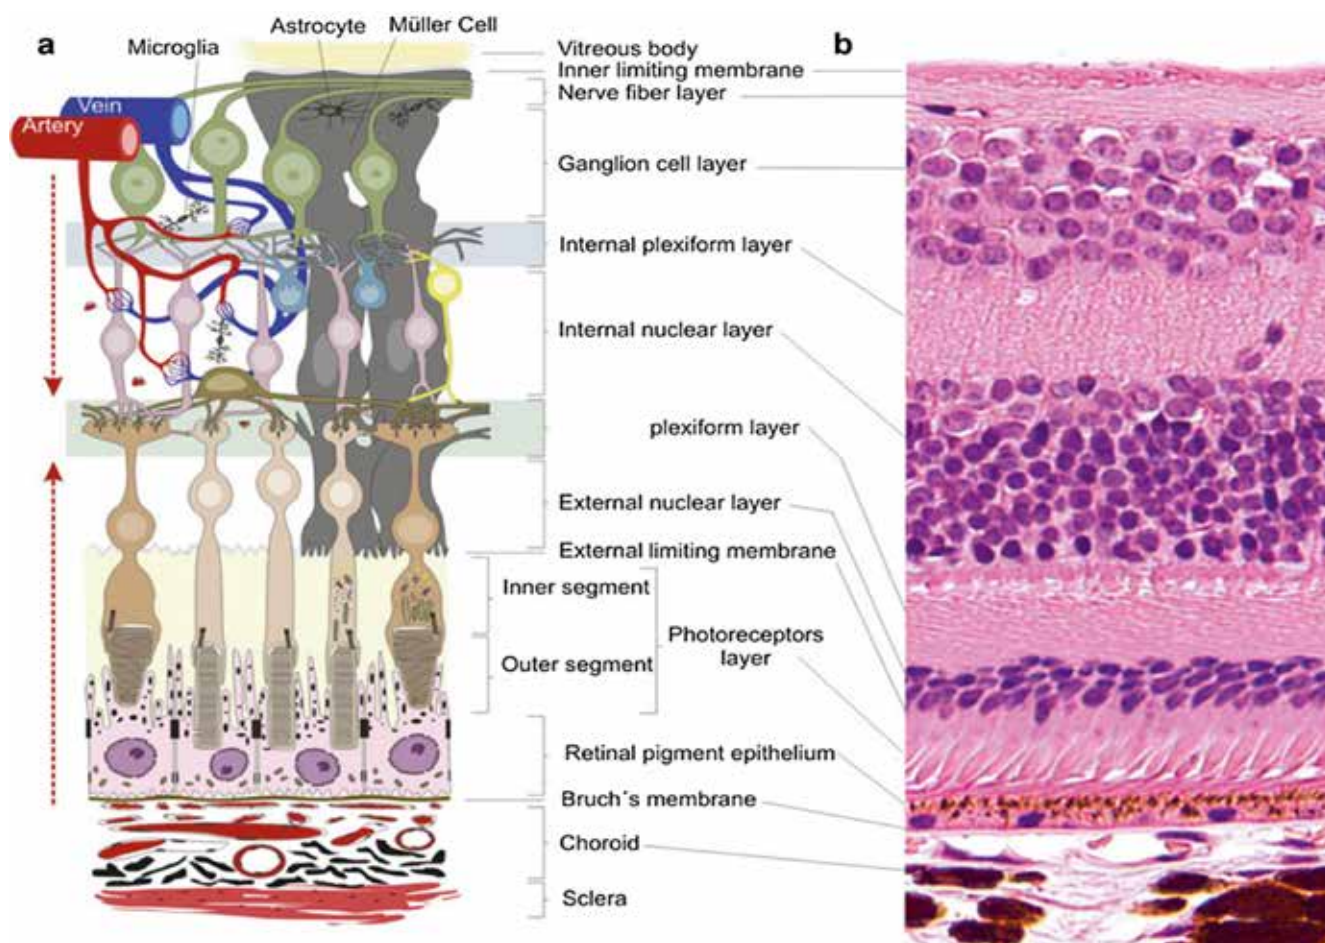 a
Microglia
Astrocyte
Müller Cell
b
Vein
Artery
Vitreous body
Inner limiting membrane
Nerve fiber layer
Ganglion cell layer
Internal plexiform layer
Internal nuclear layer
plexiform layer
External nuclear layer
External limiting membrane
Inner segment
Outer segment
Photoreceptors
layer
Retinal pigment epithelium
Bruch´s membrane
Choroid
Sclera